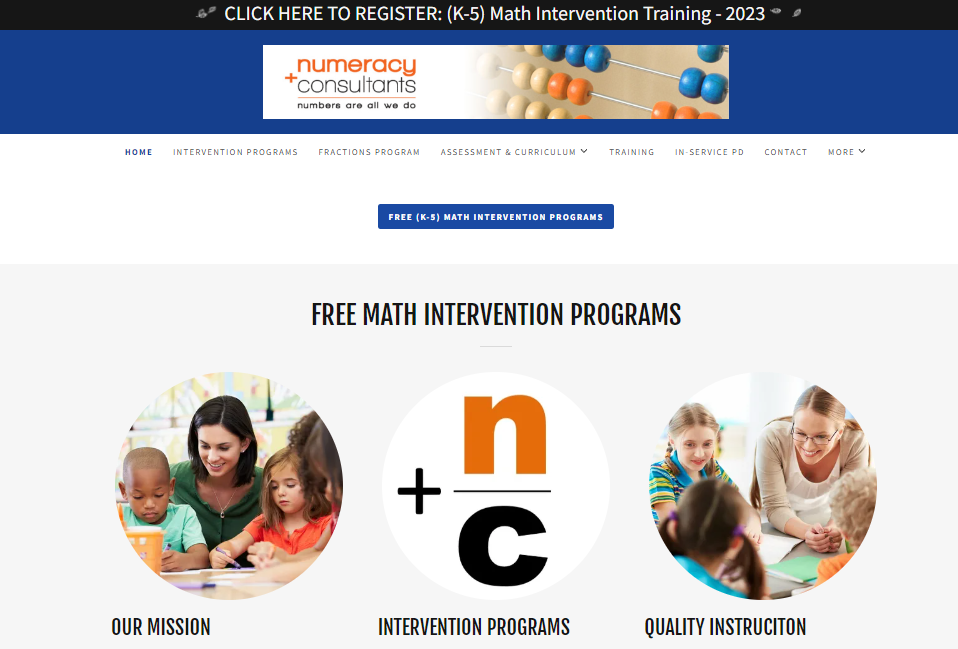 CLICK HERE TO REGISTER: (K-5) Math Intervention Training - 2023
numeracy
+consultants
numbers are all we do
HOME INTERVENTION PROGRAMS FRACTIONS PROGRAM ASSESSMENT & CURRICULUM TRAINING IN-SERVICE PD CONTACT MORE
FREE (K-5) MATH INTERVENTION PROGRAMS
FREE MATH INTERVENTION PROGRAMS
n
+
c
OUR MISSION INTERVENTION PROGRAMS QUALITY INSTRUCITON